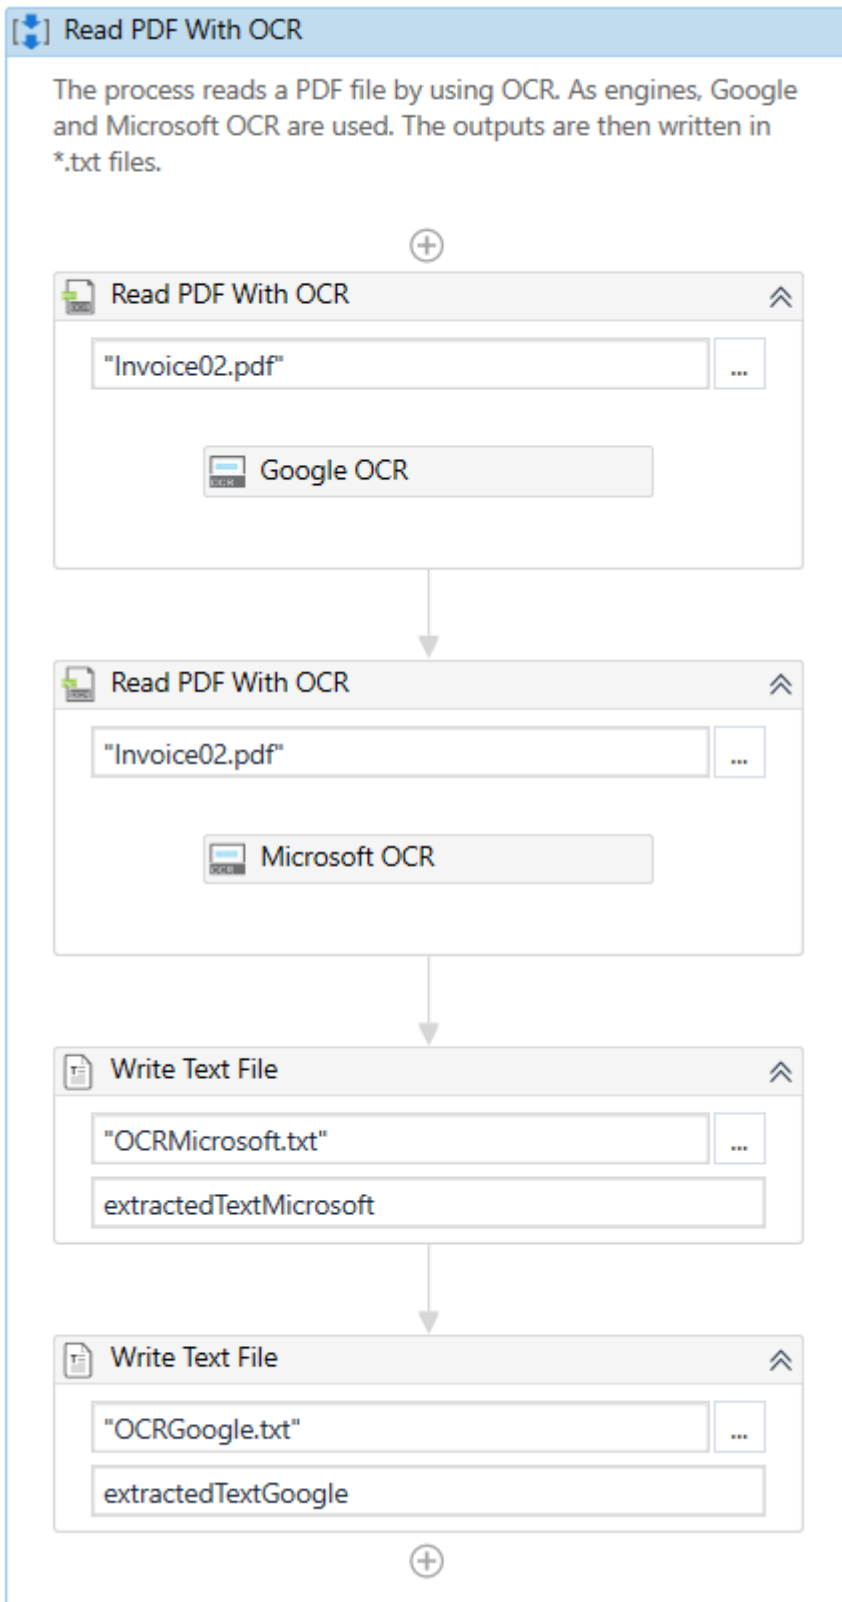 Read PDF With OCR
The process reads a PDF file by using OCR. As engines, Google
and Microsoft OCR are used. The outputs are then written in
*.txt files.
Read PDF With OCR
"Invoice02.pdf"
...
Google OCR
Read PDF With OCR
"Invoice02.pdf"
...
Microsoft OCR
Write Text File
"OCRMicrosoft.txt"
...
extractedTextMicrosoft
Write Text File
"OCRGoogle.txt"
...
extractedTextGoogle